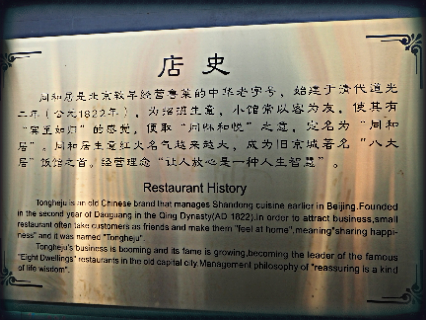 店史
同和居是北京较早经营鲁菜的中华老字号，始建于清代道光
二年（公元1822年），为招揽生意，小馆常以客为友，使其有
"宾至如归"的感觉，便取"同怀和悦"之意，定名为"同和
居"。同和居生意红火名气越来越大，成为旧京城著名"八大
居"饭馆之首。经营理念"让人放心是一种人生智慧"。
Restaurant History
Tongheju is an old Chinese brand that manages Shandong cuisine earlier in Beijing.Founded
in the second year of Daoguang in the Qing Dynasty(AD 1822).in order to attract business,small
restaurant often take customers as friends and make them "feel at home",meaning"sharing happi-
ness" and it was named "Tongheju".
Tongheju's business is booming and its fame is growing,becoming the leader of the famous
"Eight Dwellings" restaurants in the old capital city.Management philosophy of "reassuring is a kind
of life wisdom".